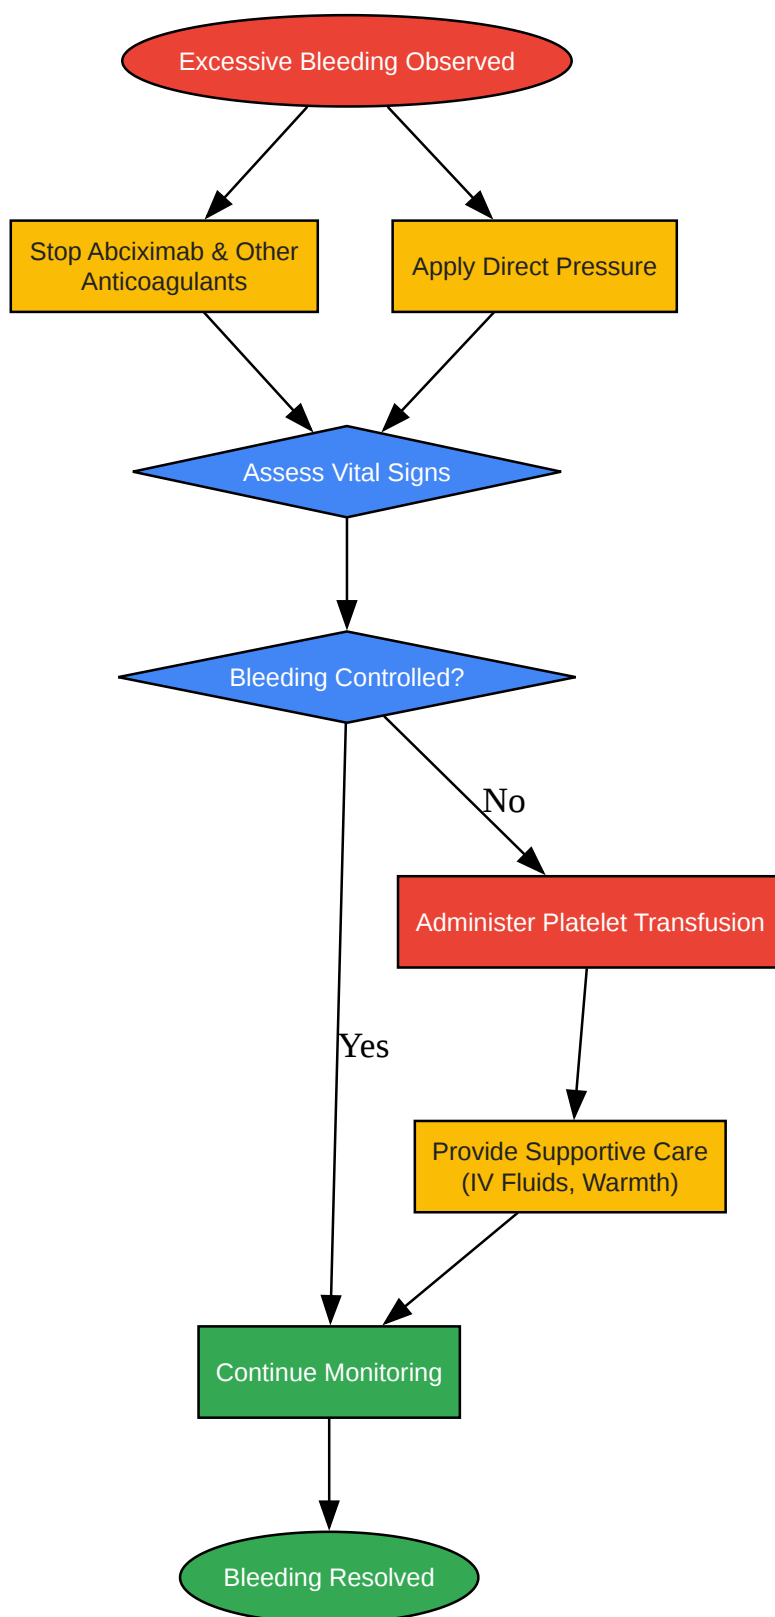 Excessive Bleeding Observed
Stop Abciximab & Other
Anticoagulants
Apply Direct Pressure
Assess Vital Signs
Bleeding Controlled?
No
Administer Platelet Transfusion
Yes
Provide Supportive Care
(IV Fluids, Warmth)
Continue Monitoring
Bleeding Resolved